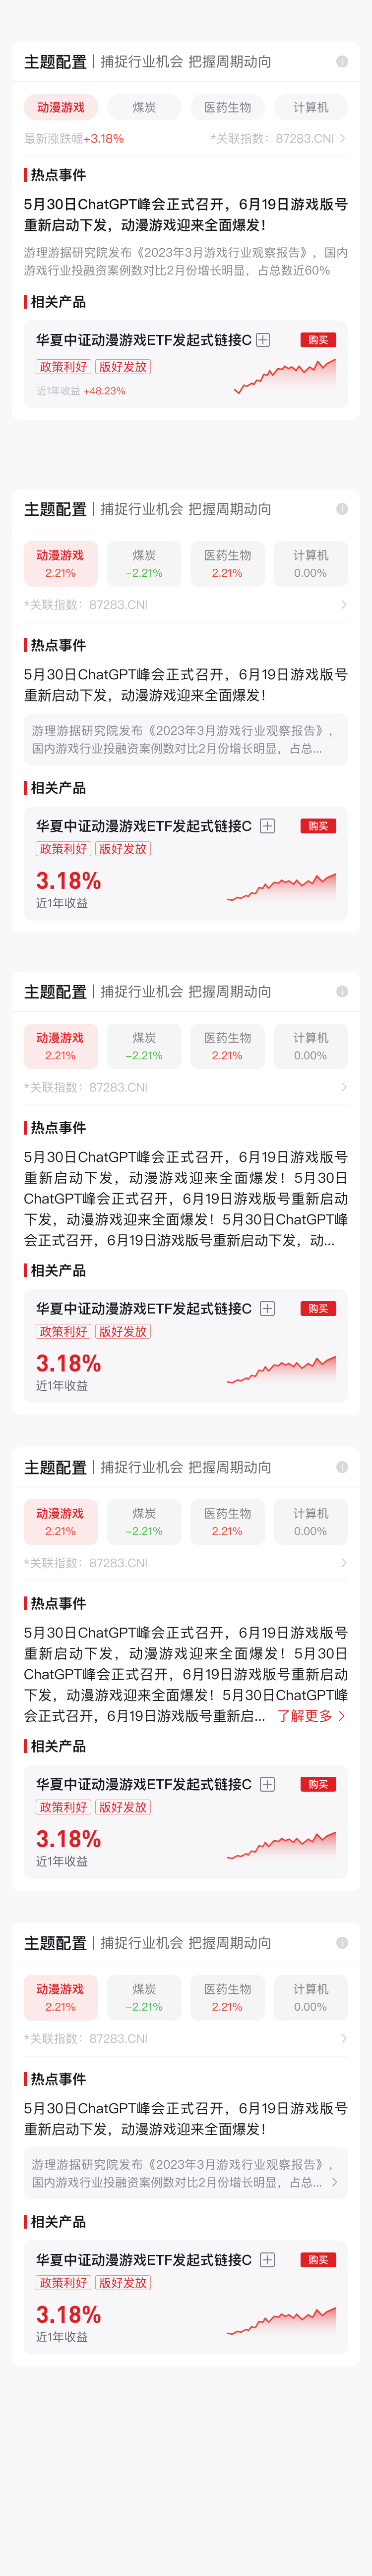 主题配置 | 捕捉行业机会 把握周期动向
动漫游戏 煤炭 医药生物 计算机
最新涨跌幅+3.18% *关联指数：87283.CNI
热点事件
5月30日ChatGPT峰会正式召开，6月19日游戏版号
重新启动下发，动漫游戏迎来全面爆发！
游理游据研究院发布《2023年3月游戏行业观察报告》，国内
游戏行业投融资案例数对比2月份增长明显，占总数近60%
相关产品
华夏中证动漫游戏ETF发起式链接C 购买
政策利好 版好发放
近1年收益 +48.23%
主题配置 | 捕捉行业机会 把握周期动向
动漫游戏 煤炭 医药生物 计算机
2.21% -2.21% 2.21% 0.00%
*关联指数：87283.CNI
热点事件
5月30日ChatGPT峰会正式召开，6月19日游戏版号
重新启动下发，动漫游戏迎来全面爆发！
游理游据研究院发布《2023年3月游戏行业观察报告》，
国内游戏行业投融资案例数对比2月份增长明显，占总...
相关产品
华夏中证动漫游戏ETF发起式链接C 购买
政策利好 版好发放
3.18%
近1年收益
主题配置 | 捕捉行业机会 把握周期动向
动漫游戏 煤炭 医药生物 计算机
2.21% -2.21% 2.21% 0.00%
*关联指数：87283.CNI
热点事件
5月30日ChatGPT峰会正式召开，6月19日游戏版号
重新启动下发，动漫游戏迎来全面爆发！5月30日
ChatGPT峰会正式召开，6月19日游戏版号重新启动
下发，动漫游戏迎来全面爆发！5月30日ChatGPT峰
会正式召开，6月19日游戏版号重新启动下发，动...
相关产品
华夏中证动漫游戏ETF发起式链接C 购买
政策利好 版好发放
3.18%
近1年收益
主题配置 | 捕捉行业机会 把握周期动向
动漫游戏 煤炭 医药生物 计算机
2.21% -2.21% 2.21% 0.00%
*关联指数：87283.CNI
热点事件
5月30日ChatGPT峰会正式召开，6月19日游戏版号
重新启动下发，动漫游戏迎来全面爆发！5月30日
ChatGPT峰会正式召开，6月19日游戏版号重新启动
下发，动漫游戏迎来全面爆发！5月30日ChatGPT峰
会正式召开，6月19日游戏版号重新启... 了解更多
相关产品
华夏中证动漫游戏ETF发起式链接C 购买
政策利好 版好发放
3.18%
近1年收益
主题配置 | 捕捉行业机会 把握周期动向
动漫游戏 煤炭 医药生物 计算机
2.21% -2.21% 2.21% 0.00%
*关联指数：87283.CNI
热点事件
5月30日ChatGPT峰会正式召开，6月19日游戏版号
重新启动下发，动漫游戏迎来全面爆发！
游理游据研究院发布《2023年3月游戏行业观察报告》，
国内游戏行业投融资案例数对比2月份增长明显，占总...
相关产品
华夏中证动漫游戏ETF发起式链接C 购买
政策利好 版好发放
3.18%
近1年收益